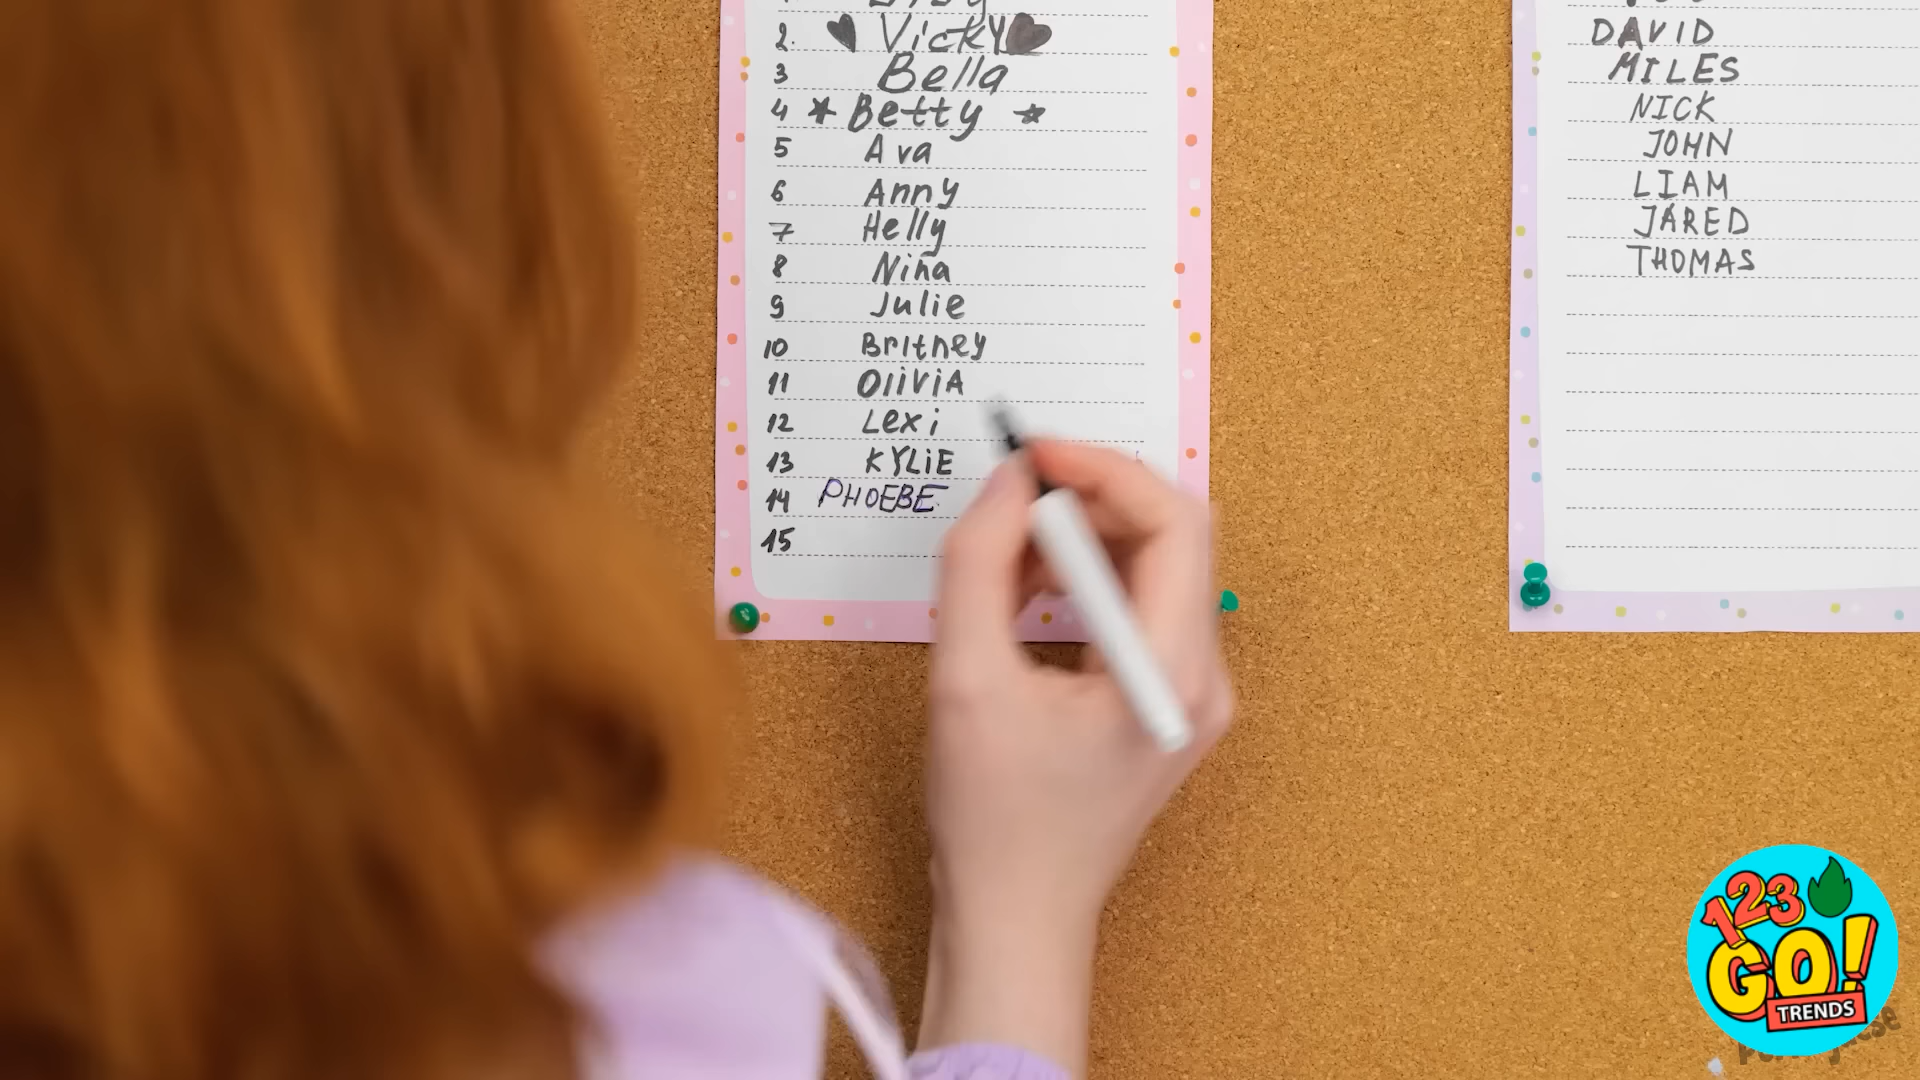 2. Vicky
3 Bella
4 * Betty *
5 Ava
6 Anny
7 Helly
8 Nina
9 Julie
10 Britney
11 OliviA
12 Lexi
13 KYLiE
14 PHOEBE
15
DAVID
MILES
NICK
JOHN
LIAM
JARED
THOMAS
123
GO!
TRENDS